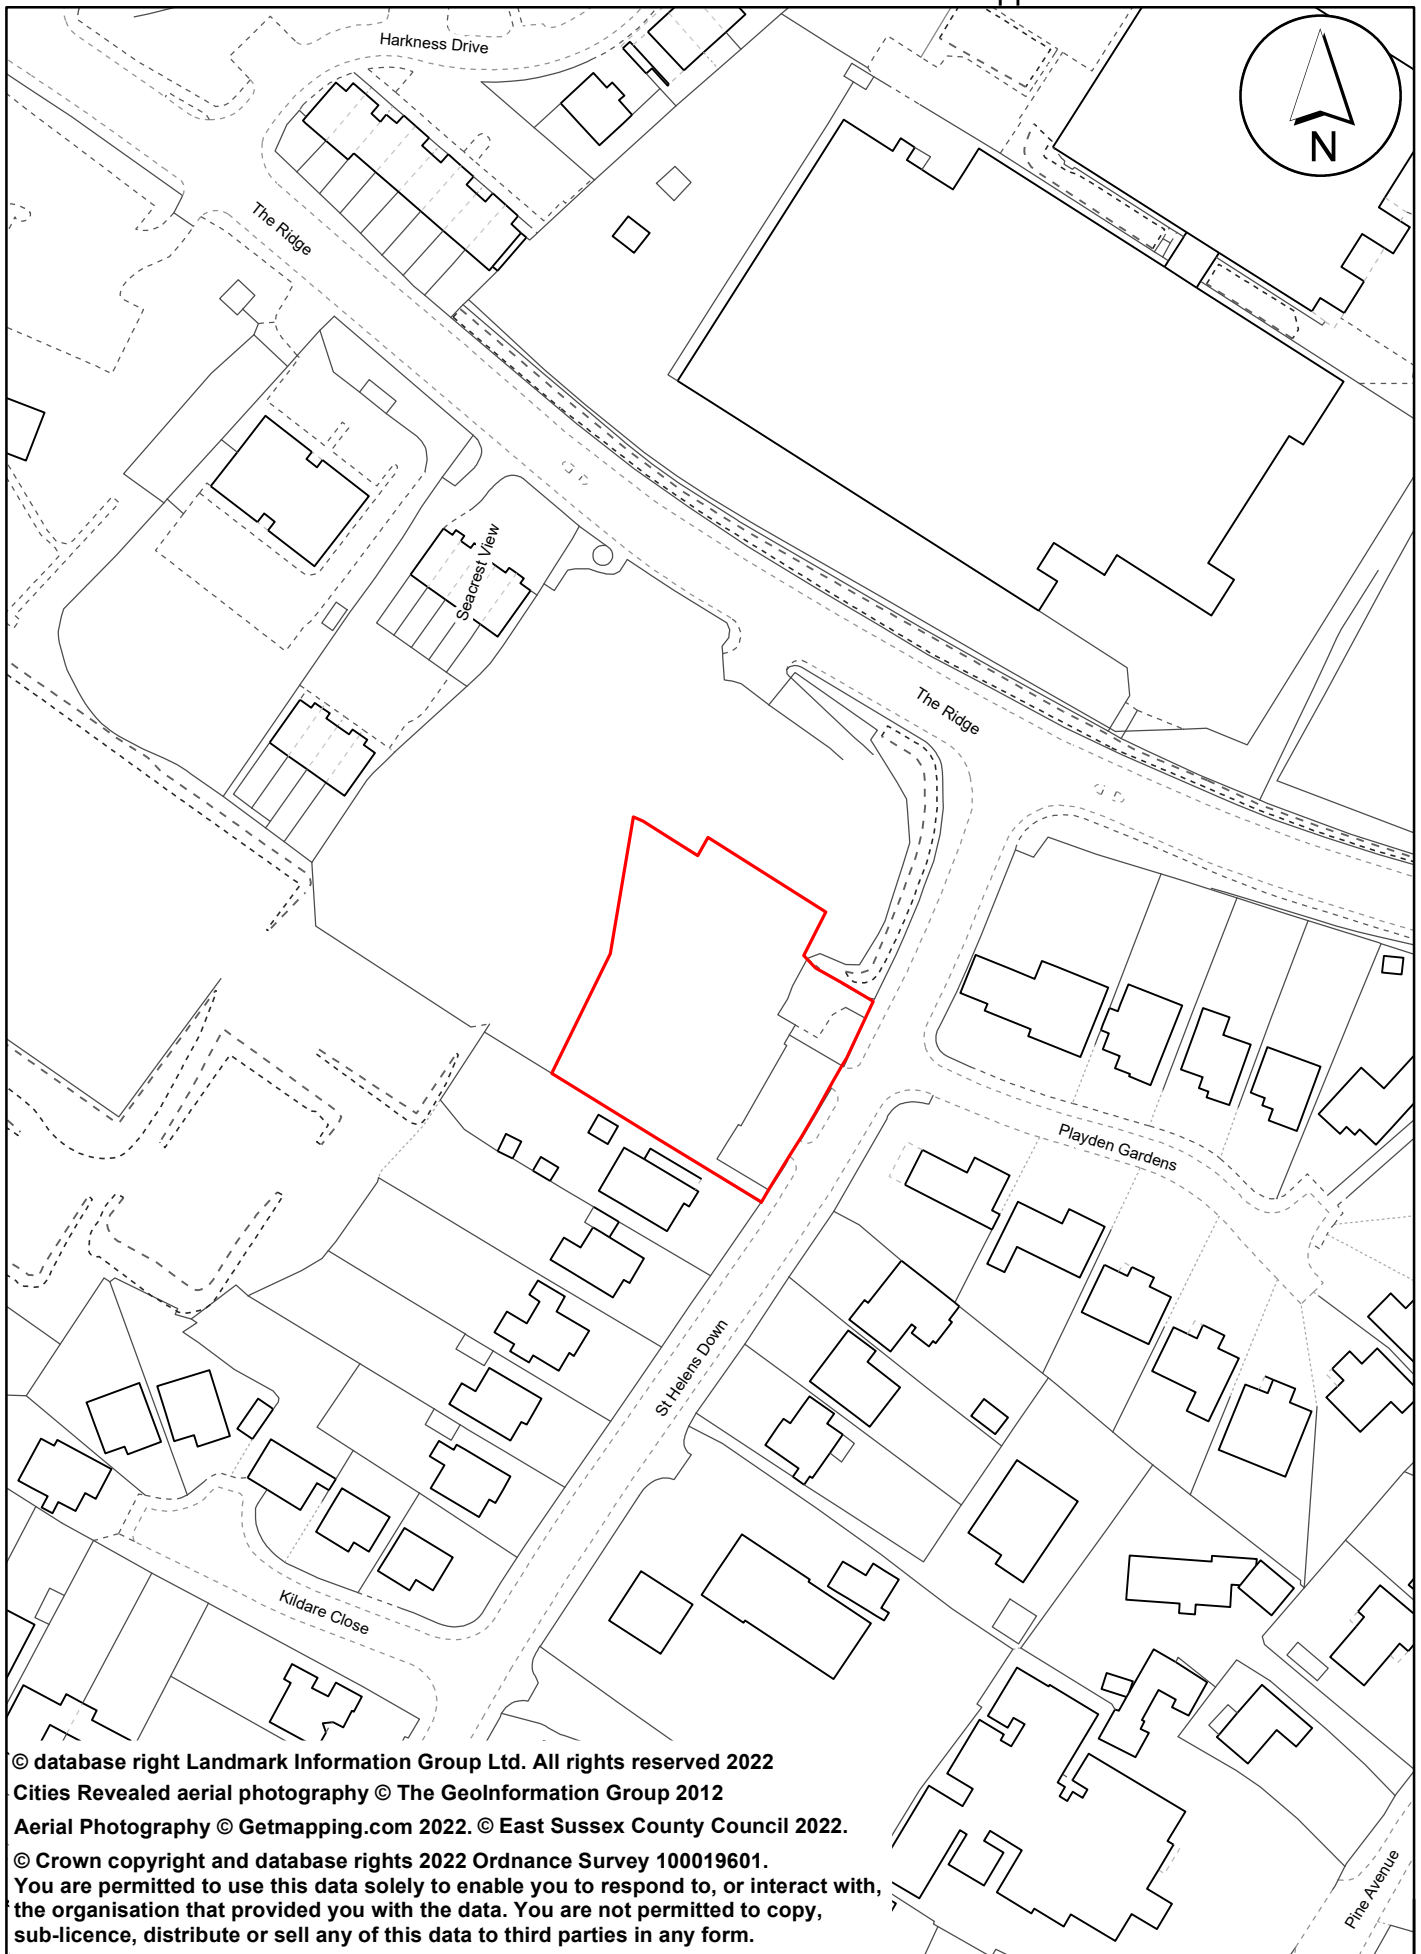 Harkness Drive
N
The Ridge
Seacrest View
The Ridge
Playden Gardens
St Helens Down
Kildare Close
Pine Avenue
© database right Landmark Information Group Ltd. All rights reserved 2022
Cities Revealed aerial photography © The GeoInformation Group 2012
Aerial Photography © Getmapping.com 2022. © East Sussex County Council 2022.
© Crown copyright and database rights 2022 Ordnance Survey 100019601.
You are permitted to use this data solely to enable you to respond to, or interact with,
the organisation that provided you with the data. You are not permitted to copy,
sub-licence, distribute or sell any of this data to third parties in any form.